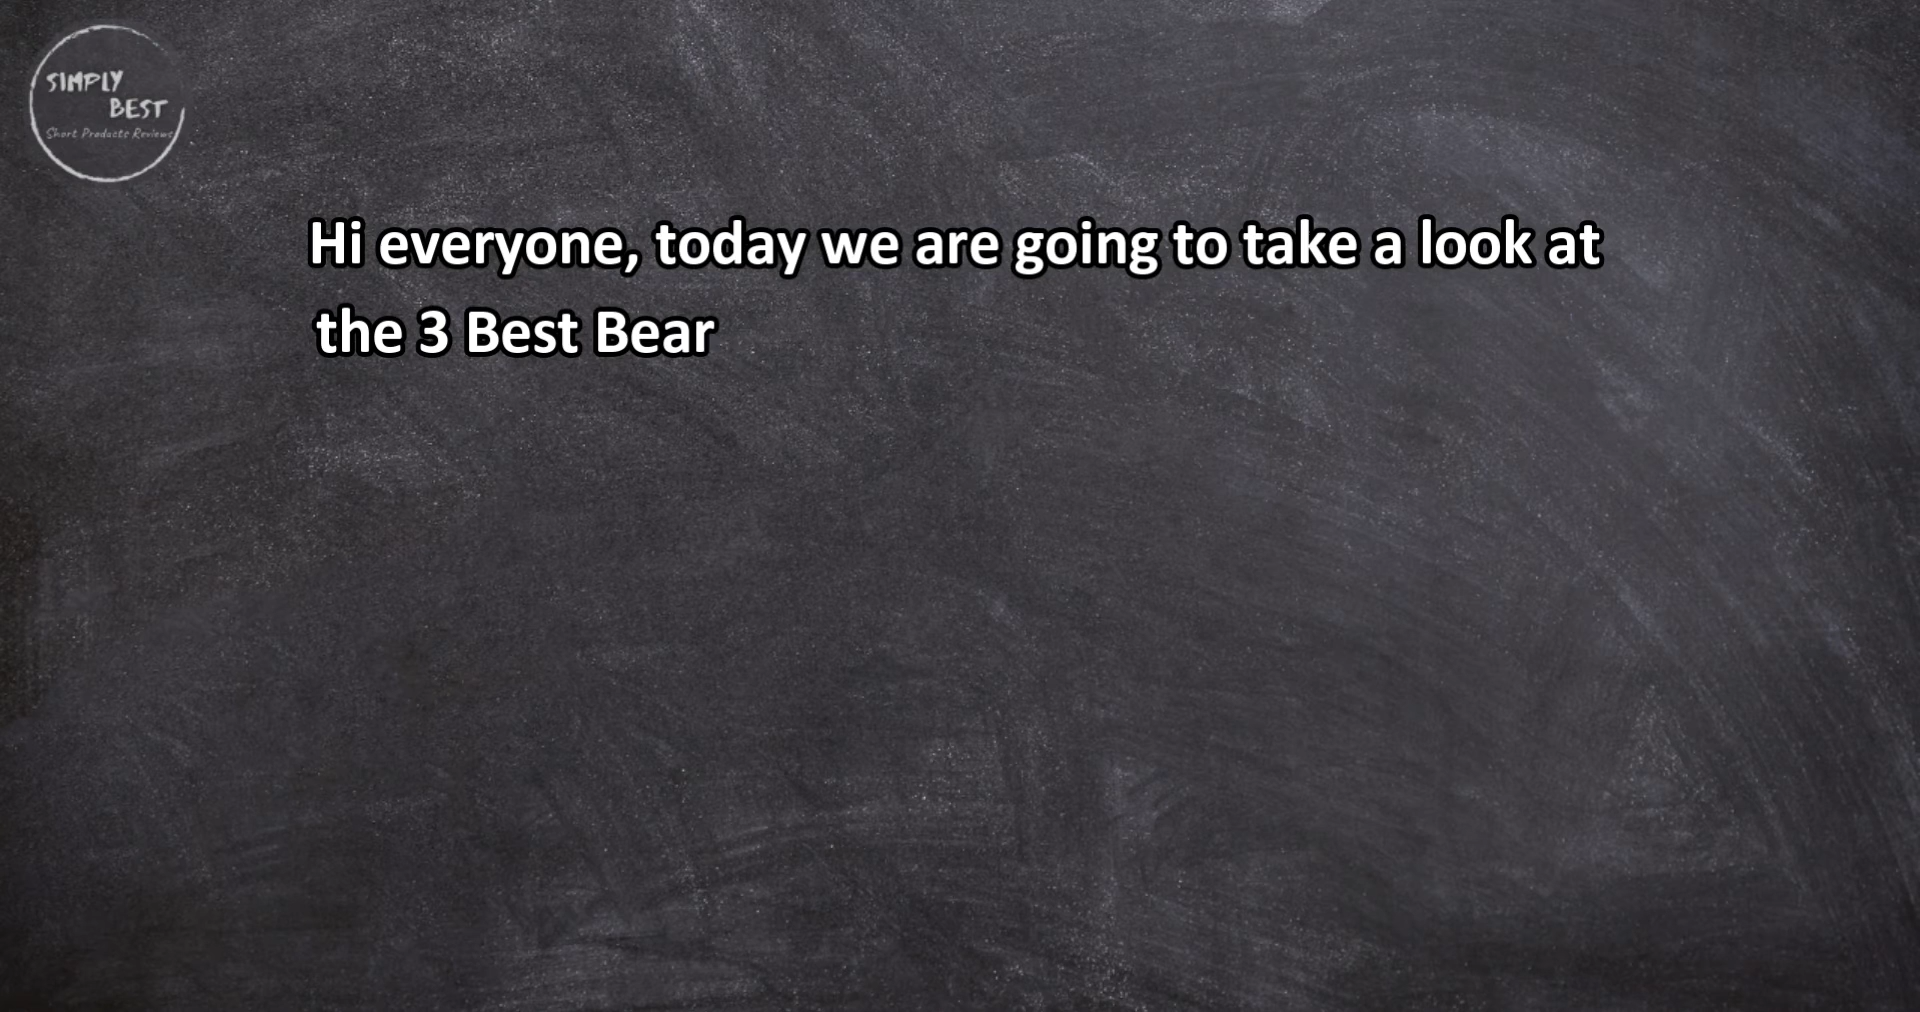 SIMPLY
BEST
Short Products Reviews
Hi everyone, today we are going to take a look at
the 3 Best Bear